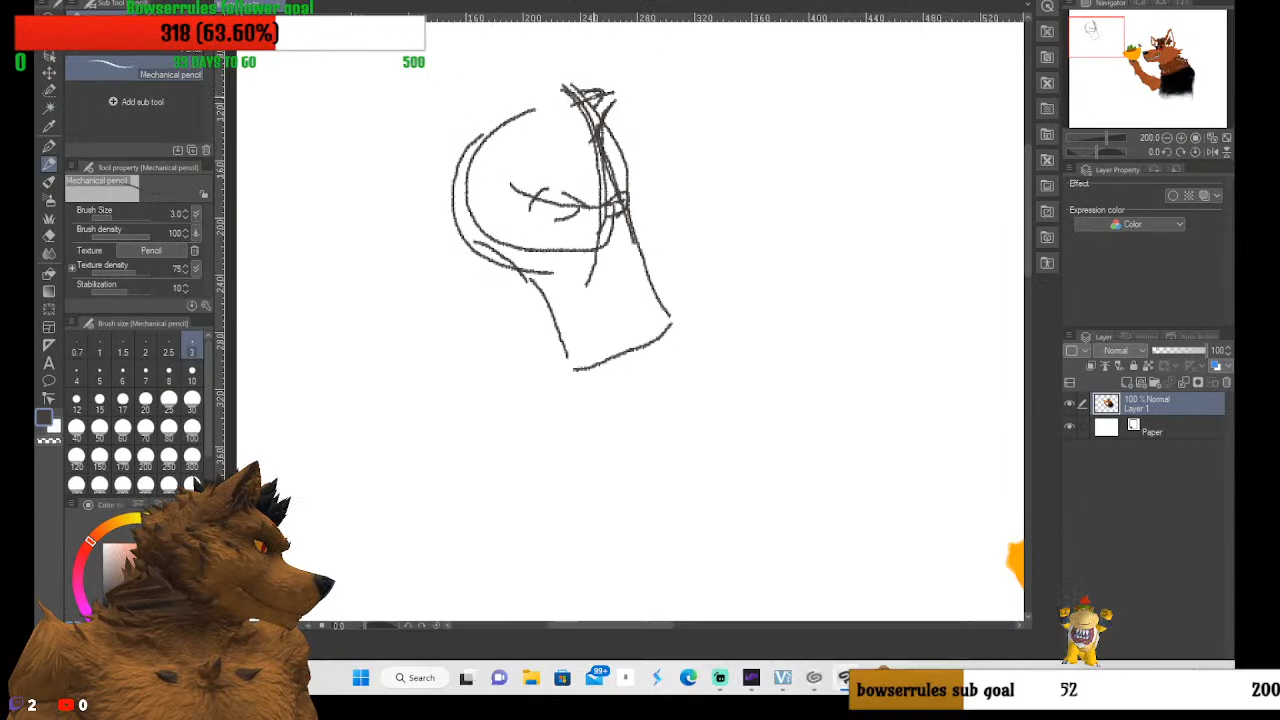 Bowserrules follower goal
318 (63.60%)
0
39 DAYS TO GO
500
Mechanical pencil
Add sub tool
Tool property (Mechanical pencil)
Mechanical pencil
Brush Size
3.0
Brush density
100
Texture
Pencil
Texture density
75
Stabilization
10
Brush size (Mechanical pencil)
0.7 1 1.5 2 2.5 3
4 5 6 7 8 10
12 15 17 20 25 30
40 50 60 70 80 100
120 150 170 200 250 300
160 200 240 280 320 360 400 440 480 520
Sub Tool
Navigator
200.0
0.0
Layer Property
Effect
Expression color
Color
Layer
Normal
100
100 % Normal
Layer 1
Paper
Search
99+
bowserrules sub goal
52
200
2
0